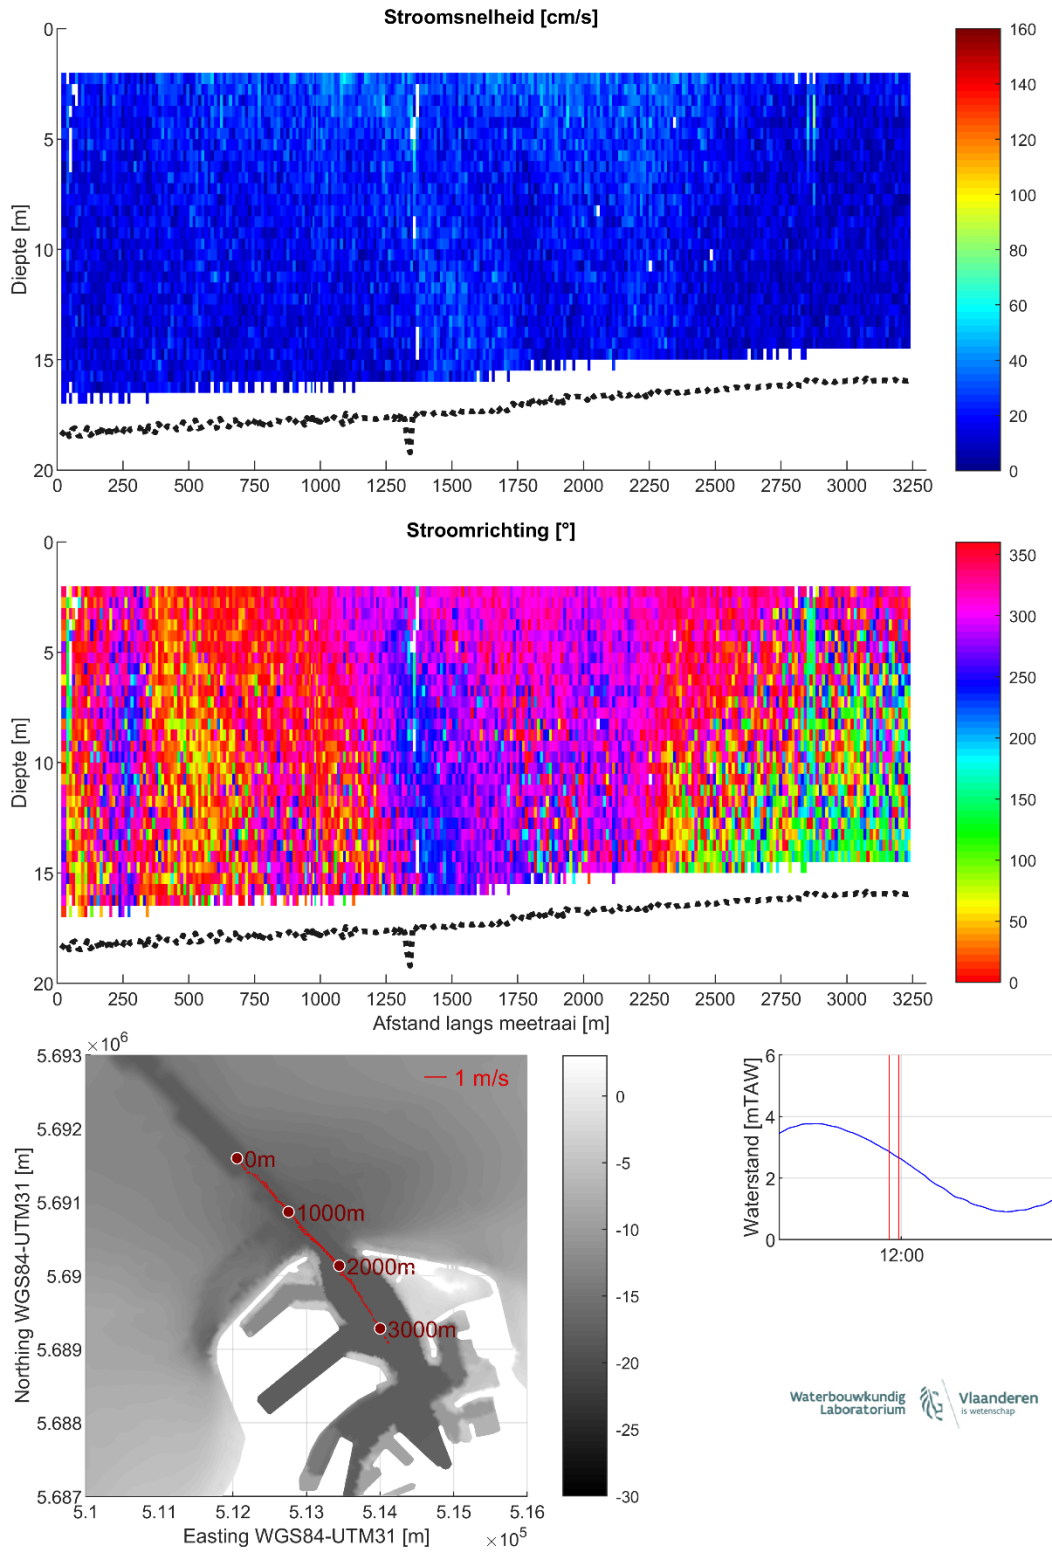 Stroomsnelheid [cm/s]
0
5
10
15
20
Diepte [m]
0 250 500 750 1000 1250 1500 1750 2000 2250 2500 2750 3000 3250
160
140
120
100
80
60
40
20
0
Stroomrichting [°]
0
5
10
15
20
Diepte [m]
0 250 500 750 1000 1250 1500 1750 2000 2250 2500 2750 3000 3250
Afstand langs meetraai [m]
350
300
250
200
150
100
50
0
×10⁶
5.693
5.692
5.691
5.69
5.689
5.688
5.687
Northing WGS84-UTM31 [m]
1 m/s
0m
1000m
2000m
3000m
5.1 5.11 5.12 5.13 5.14 5.15 5.16
Easting WGS84-UTM31 [m]
×10⁵
0
-5
-10
-15
-20
-25
-30
Waterstand [mTAW]
6
4
2
0
12:00
Waterbouwkundig
Laboratorium
Vlaanderen
is wetenschap